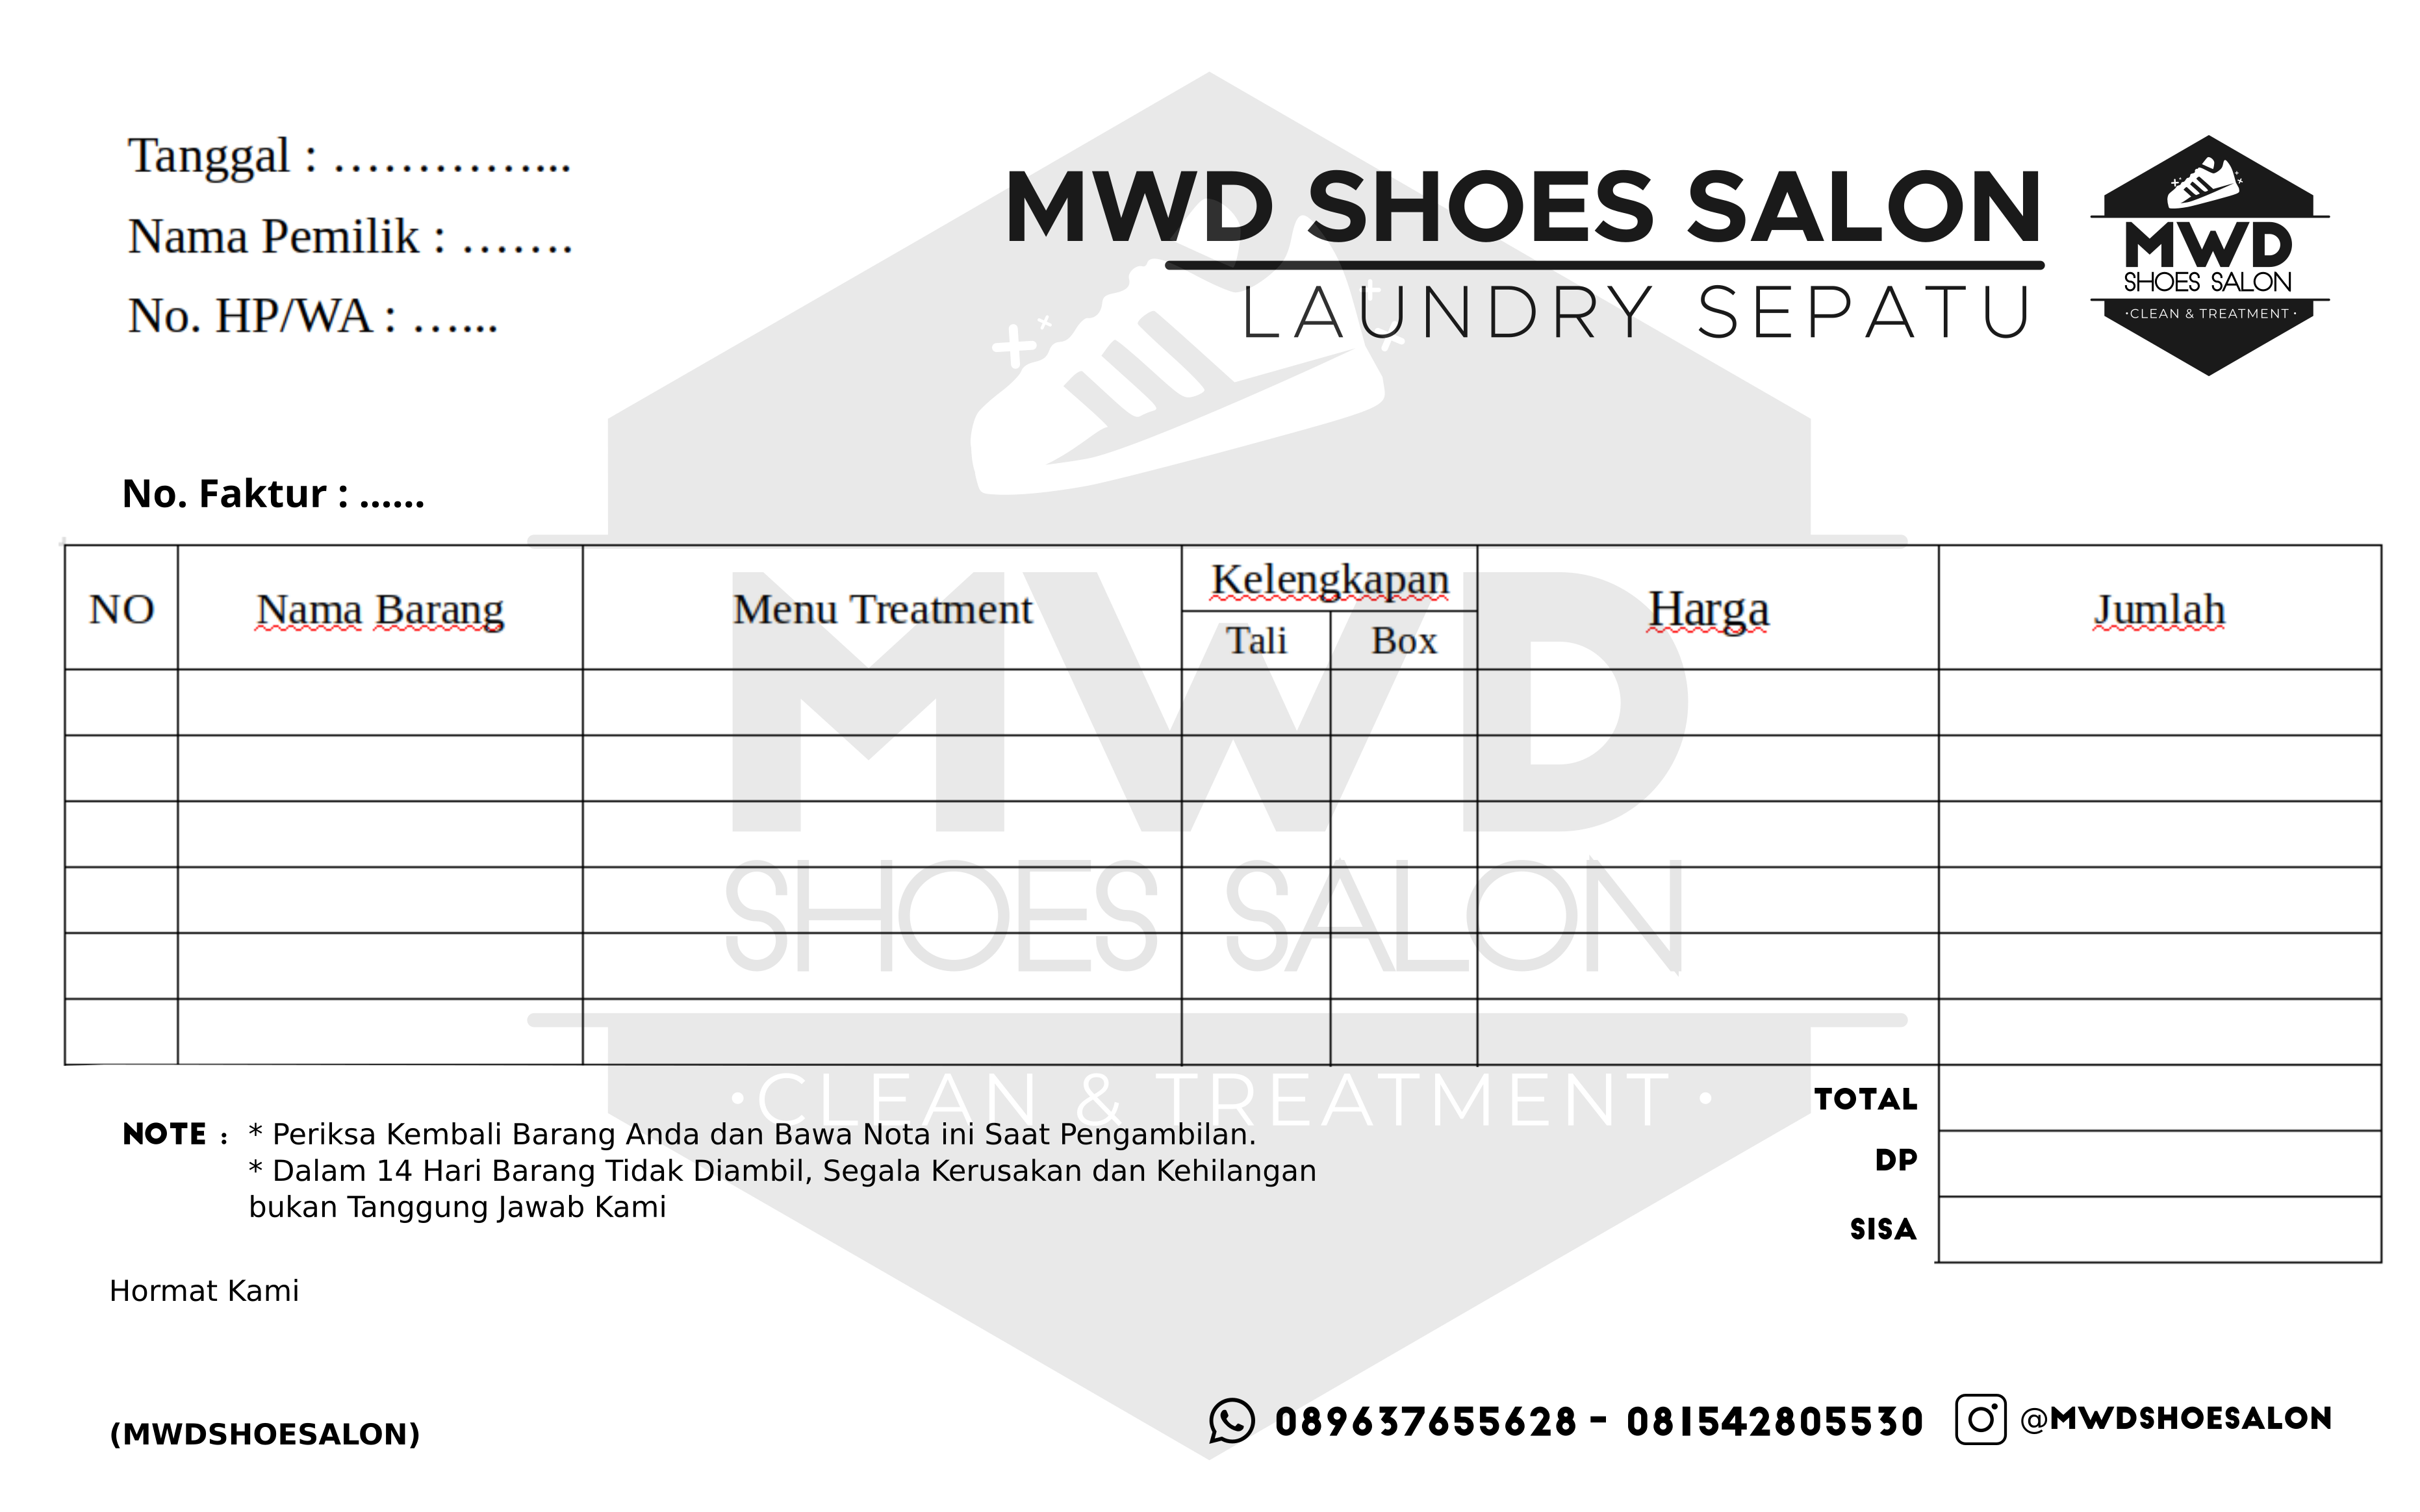 Tanggal : …………...
Nama Pemilik : …….
No. HP/WA : …...
MWD SHOES SALON
LAUNDRY SEPATU
MWD
SHOES SALON
·CLEAN & TREATMENT·
No. Faktur : ......
NO Nama Barang Menu Treatment Kelengkapan Harga Jumlah
Tali Box
MWD
SHOES SALON
·CLEAN & TREATMENT·
TOTAL
DP
SISA
NOTE : * Periksa Kembali Barang Anda dan Bawa Nota ini Saat Pengambilan.
* Dalam 14 Hari Barang Tidak Diambil, Segala Kerusakan dan Kehilangan
bukan Tanggung Jawab Kami
Hormat Kami
(MWDSHOESALON)
089637655628 - 081542805530 @MWDSHOESALON